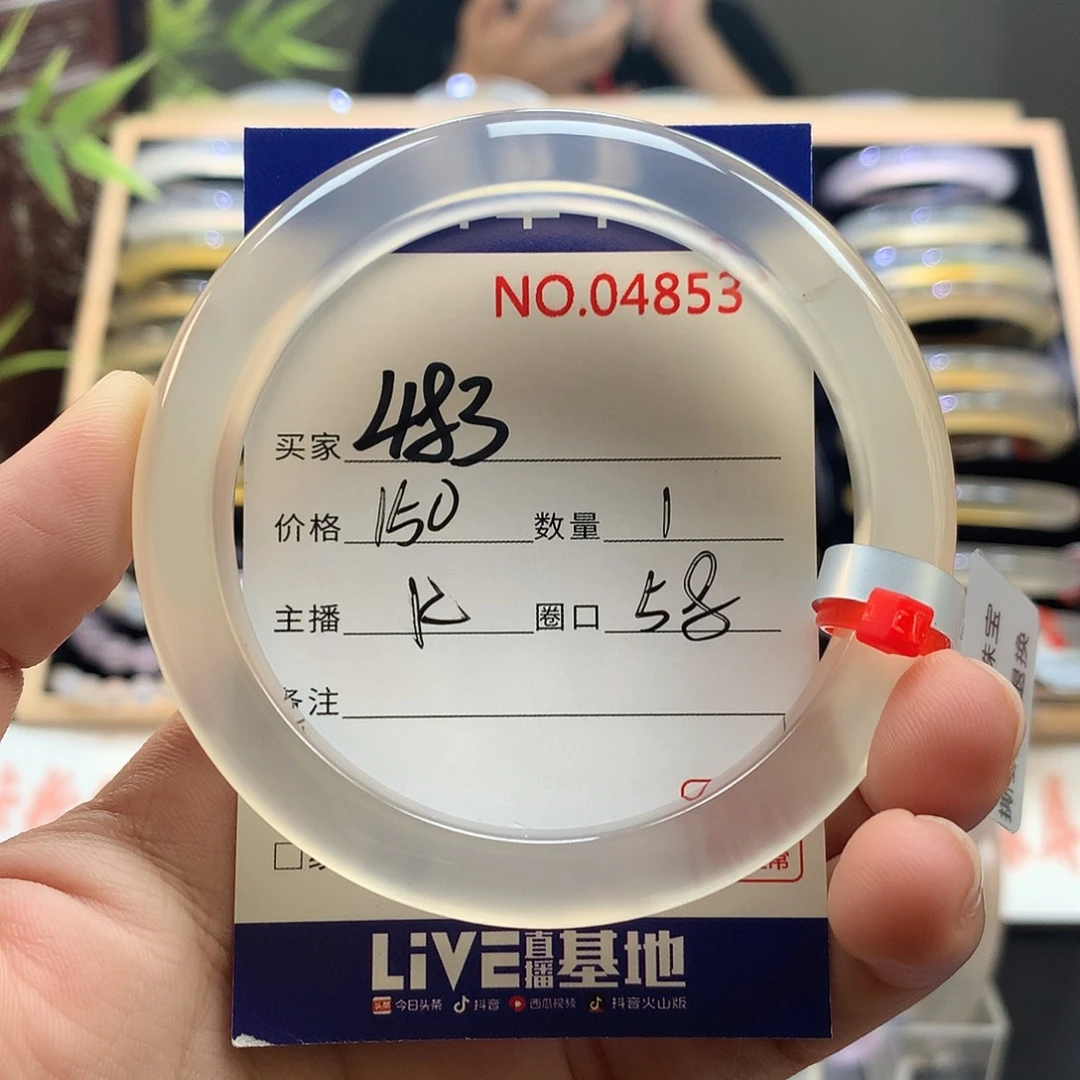 NO.04853
买家 483
价格 150 数量 1
主播 K 圈口 58
备注
LiVE直播基地
今日头条 抖音 西瓜视频 抖音火山版